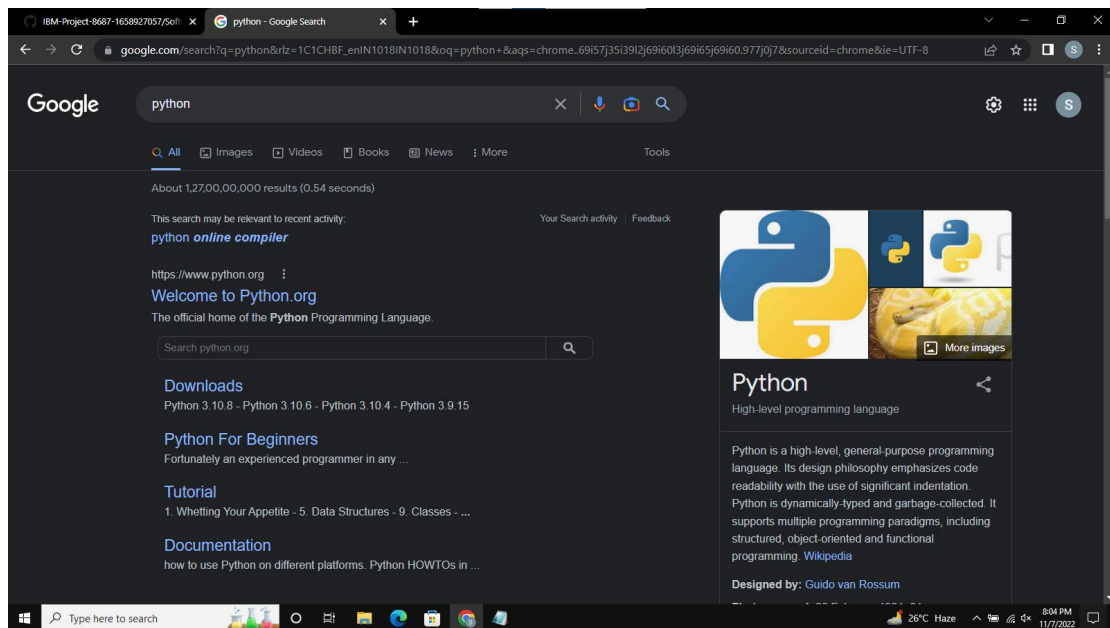 IBM-Project-8687-1658927057/Soft
python - Google Search
google.com/search?q=python&rlz=1C1CHBF_enIN1018IN1018&oq=python+&aqs=chrome..69i57j35i39l2j69i60l3j69i65j69i60.977j0j7&sourceid=chrome&ie=UTF-8
S
Google
python
S
All Images Videos Books News More Tools
About 1,27,00,00,000 results (0.54 seconds)
This search may be relevant to recent activity:
Your Search activity Feedback
python online compiler
https://www.python.org
Welcome to Python.org
The official home of the Python Programming Language.
Search python.org
Downloads
Python 3.10.8 - Python 3.10.6 - Python 3.10.4 - Python 3.9.15
Python For Beginners
Fortunately an experienced programmer in any ...
Tutorial
1. Whetting Your Appetite - 5. Data Structures - 9. Classes - ...
Documentation
how to use Python on different platforms. Python HOWTOs in ...
More images
Python
High-level programming language
Python is a high-level, general-purpose programming
language. Its design philosophy emphasizes code
readability with the use of significant indentation.
Python is dynamically-typed and garbage-collected. It
supports multiple programming paradigms, including
structured, object-oriented and functional
programming. Wikipedia
Designed by: Guido van Rossum
Type here to search
26°C Haze
8:04 PM
11/7/2022